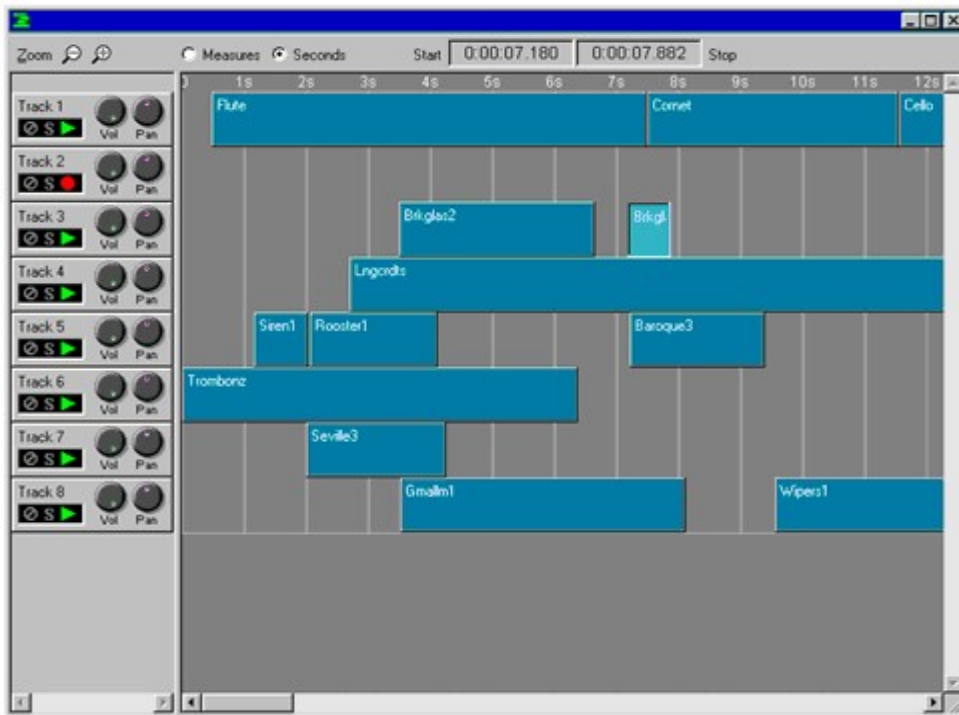 Zoom Measures Seconds Start 0:00:07.180 0:00:07.882 Stop
0 1s 2s 3s 4s 5s 6s 7s 8s 9s 10s 11s 12s
Track 1 Flute Cornet Cello
S Vol Pan
Track 2
S Vol Pan
Track 3 Brkglas2 Brkgl
S Vol Pan
Track 4 Lngcrdts
S Vol Pan
Track 5 Siren1 Rooster1 Baroque3
S Vol Pan
Track 6 Trombone
S Vol Pan
Track 7 Seville3
S Vol Pan
Track 8 Gmallm1 Wipers1
S Vol Pan